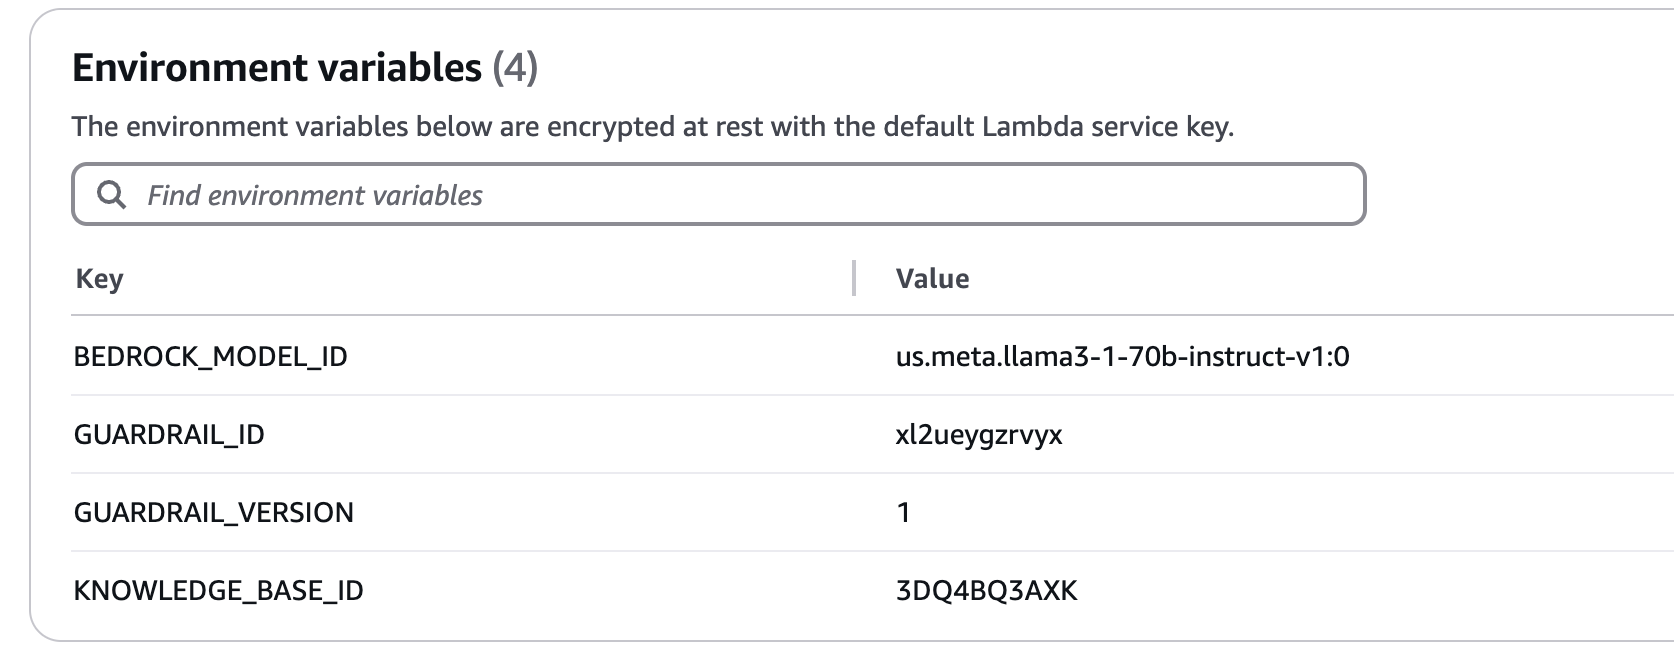 Environment variables (4)
The environment variables below are encrypted at rest with the default Lambda service key.
Find environment variables
Key Value
BEDROCK_MODEL_ID us.meta.llama3-1-70b-instruct-v1:0
GUARDRAIL_ID xl2ueygzrvyx
GUARDRAIL_VERSION 1
KNOWLEDGE_BASE_ID 3DQ4BQ3AXK